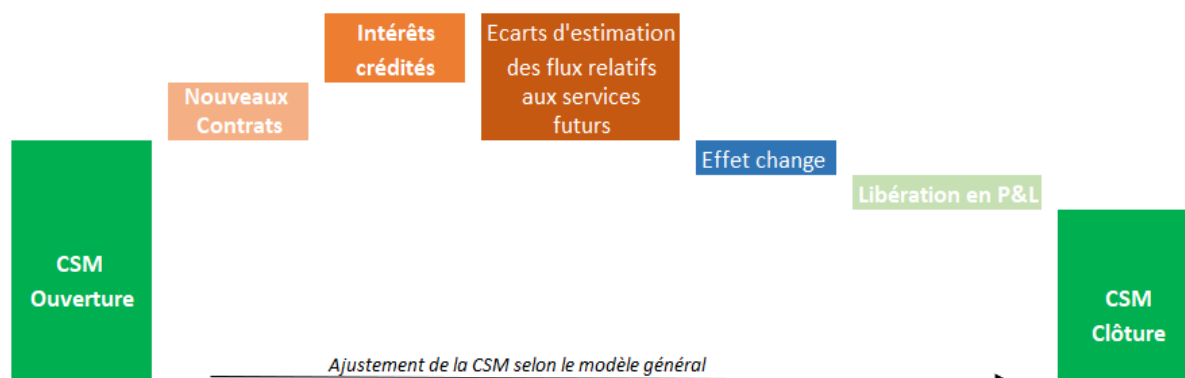 Intérêts
crédités
Ecarts d'estimation
des flux relatifs
aux services
futurs
Nouveaux
Contrats
Effet change
Libération en P&L
CSM
Ouverture
CSM
Clôture
Ajustement de la CSM selon le modèle général